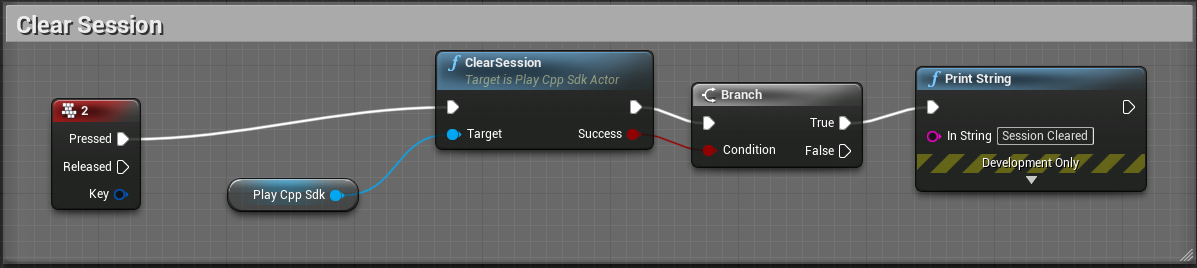 Clear Session
2
Pressed
Released
Key
Play Cpp Sdk
ClearSession
Target is Play Cpp Sdk Actor
Target
Success
Branch
True
Condition
False
Print String
In String Session Cleared
Development Only